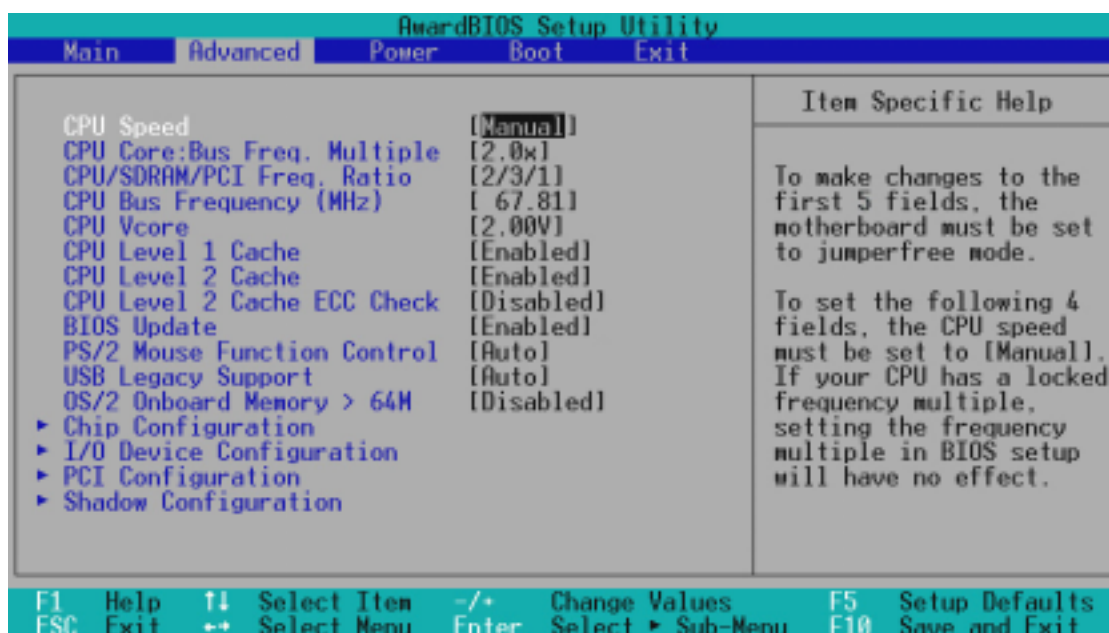 AwardBIOS Setup Utility
Main Advanced Power Boot Exit
Item Specific Help
CPU Speed [Manual]
CPU Core:Bus Freq. Multiple [2.0x]
CPU/SDRAM/PCI Freq. Ratio [2/3/1]
CPU Bus Frequency (MHz) [ 67.81]
CPU Vcore [2.00V]
CPU Level 1 Cache [Enabled]
CPU Level 2 Cache [Enabled]
CPU Level 2 Cache ECC Check [Disabled]
BIOS Update [Enabled]
PS/2 Mouse Function Control [Auto]
USB Legacy Support [Auto]
OS/2 Onboard Memory > 64M [Disabled]
► Chip Configuration
► I/O Device Configuration
► PCI Configuration
► Shadow Configuration
To make changes to the
first 5 fields, the
motherboard must be set
to jumperfree mode.
To set the following 4
fields, the CPU speed
must be set to [Manual].
If your CPU has a locked
frequency multiple,
setting the frequency
multiple in BIOS setup
will have no effect.
F1 Help ↑↓ Select Item -/+ Change Values F5 Setup Defaults
ESC Exit ←→ Select Menu Enter Select ► Sub-Menu F10 Save and Exit